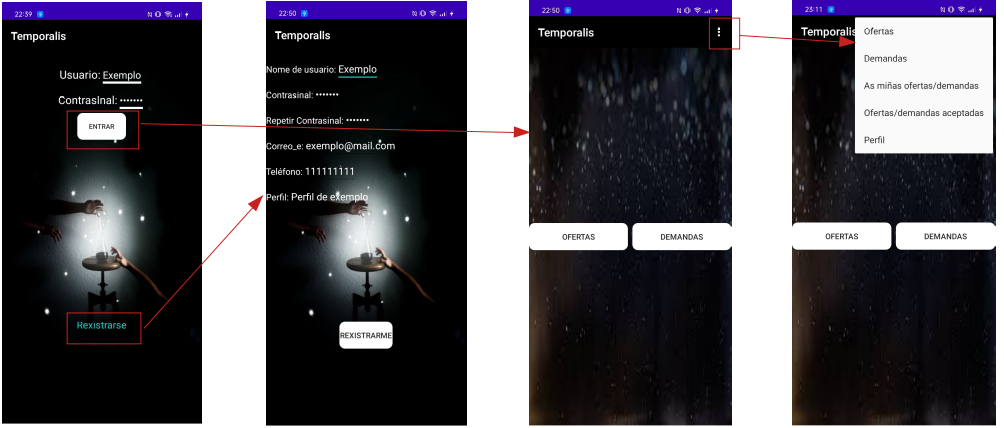 22:39
Temporalis
Usuario: Exemplo
Contrasinal: •••••••
ENTRAR
Rexistrarse
22:50
Temporalis
Nome de usuario: Exemplo
Contrasinal: •••••••
Repetir Contrasinal: •••••••
Correo_e: exemplo@mail.com
Teléfono: 111111111
Perfil: Perfil de exemplo
REXISTRARME
22:50
Temporalis
OFERTAS
DEMANDAS
23:11
Temporalis
Ofertas
Demandas
As miñas ofertas/demandas
Ofertas/demandas aceptadas
Perfil
OFERTAS
DEMANDAS